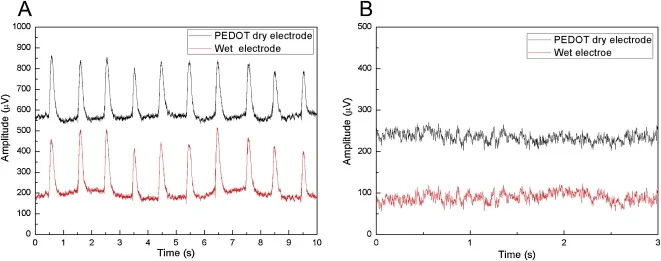 A
1000
900
800
700
600
500
400
300
200
100
0
Amplitude (μV)
PEDOT dry electrode
Wet electrode
0 1 2 3 4 5 6 7 8 9 10
Time (s)
B
500
400
300
200
100
0
Amplitude (μV)
PEDOT dry electrode
Wet electroe
0 1 2 3
Time (s)